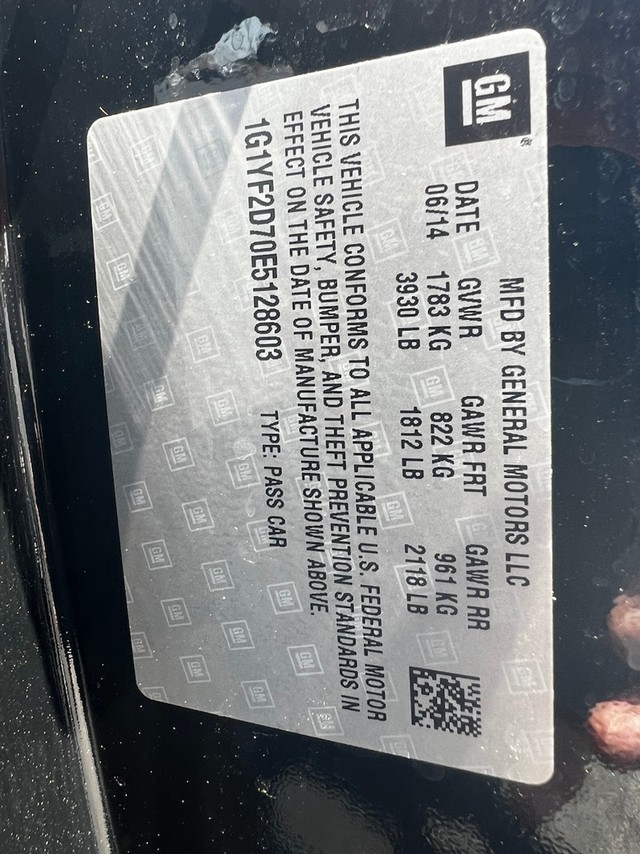 GM
MFD BY GENERAL MOTORS LLC
DATE GVWR GAWR FRT GAWR RR
06/14 1783 KG 822 KG 961 KG
3930 LB 1812 LB 2118 LB
THIS VEHICLE CONFORMS TO ALL APPLICABLE U.S. FEDERAL MOTOR
VEHICLE SAFETY, BUMPER, AND THEFT PREVENTION STANDARDS IN
EFFECT ON THE DATE OF MANUFACTURE SHOWN ABOVE.
1G1YF2D70E5128603 TYPE: PASS CAR